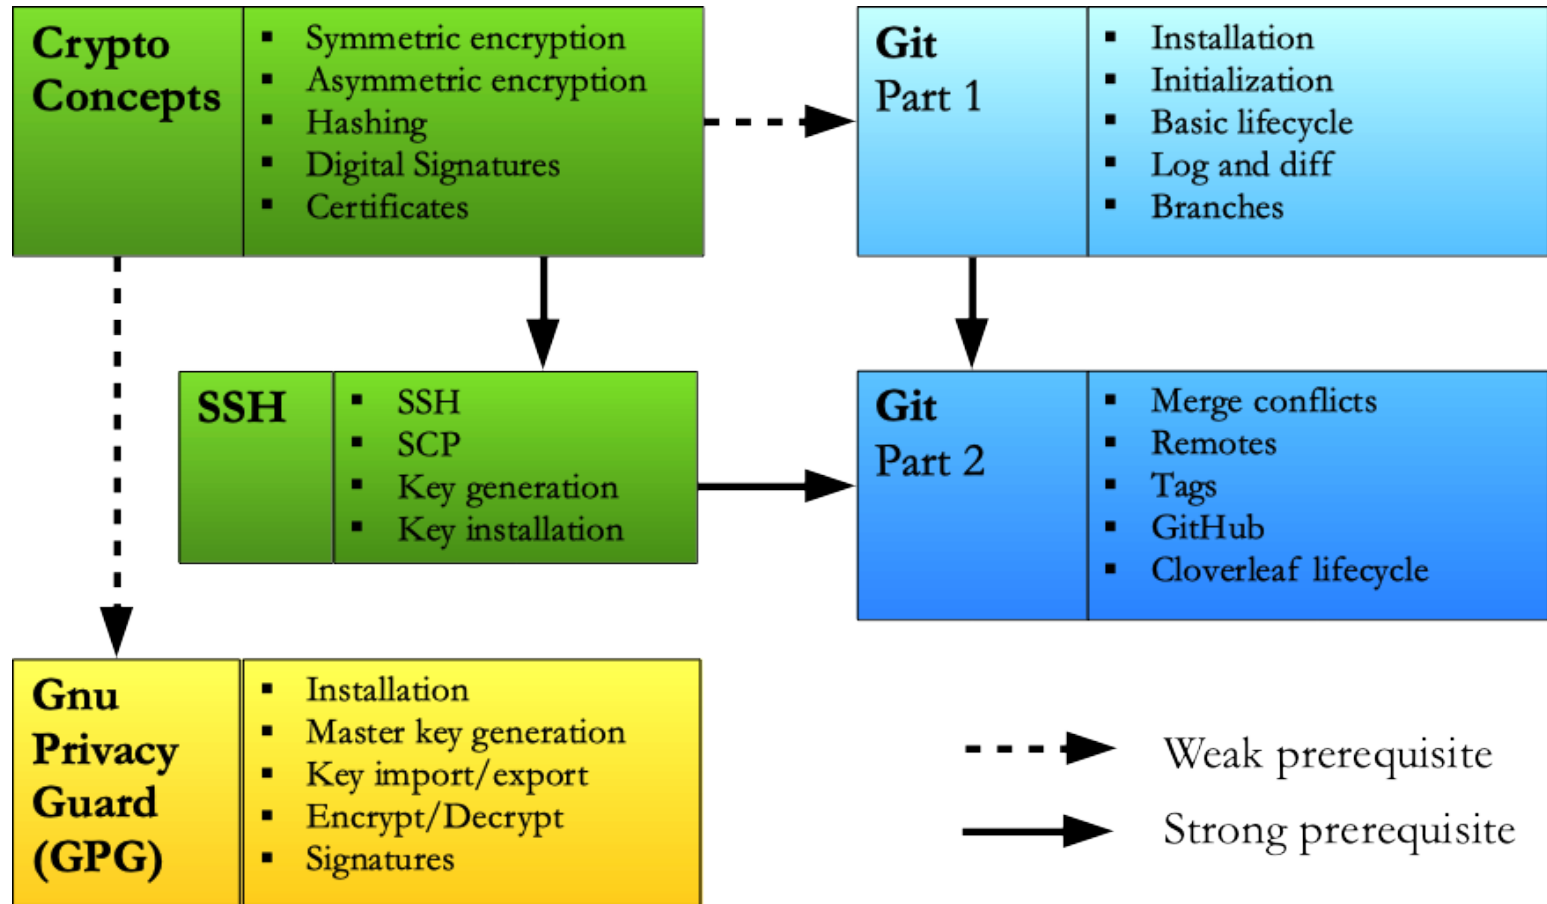 Crypto
Concepts
▪ Symmetric encryption
▪ Asymmetric encryption
▪ Hashing
▪ Digital Signatures
▪ Certificates
Git
Part 1
▪ Installation
▪ Initialization
▪ Basic lifecycle
▪ Log and diff
▪ Branches
SSH
▪ SSH
▪ SCP
▪ Key generation
▪ Key installation
Git
Part 2
▪ Merge conflicts
▪ Remotes
▪ Tags
▪ GitHub
▪ Cloverleaf lifecycle
Gnu
Privacy
Guard
(GPG)
▪ Installation
▪ Master key generation
▪ Key import/export
▪ Encrypt/Decrypt
▪ Signatures
Weak prerequisite
Strong prerequisite